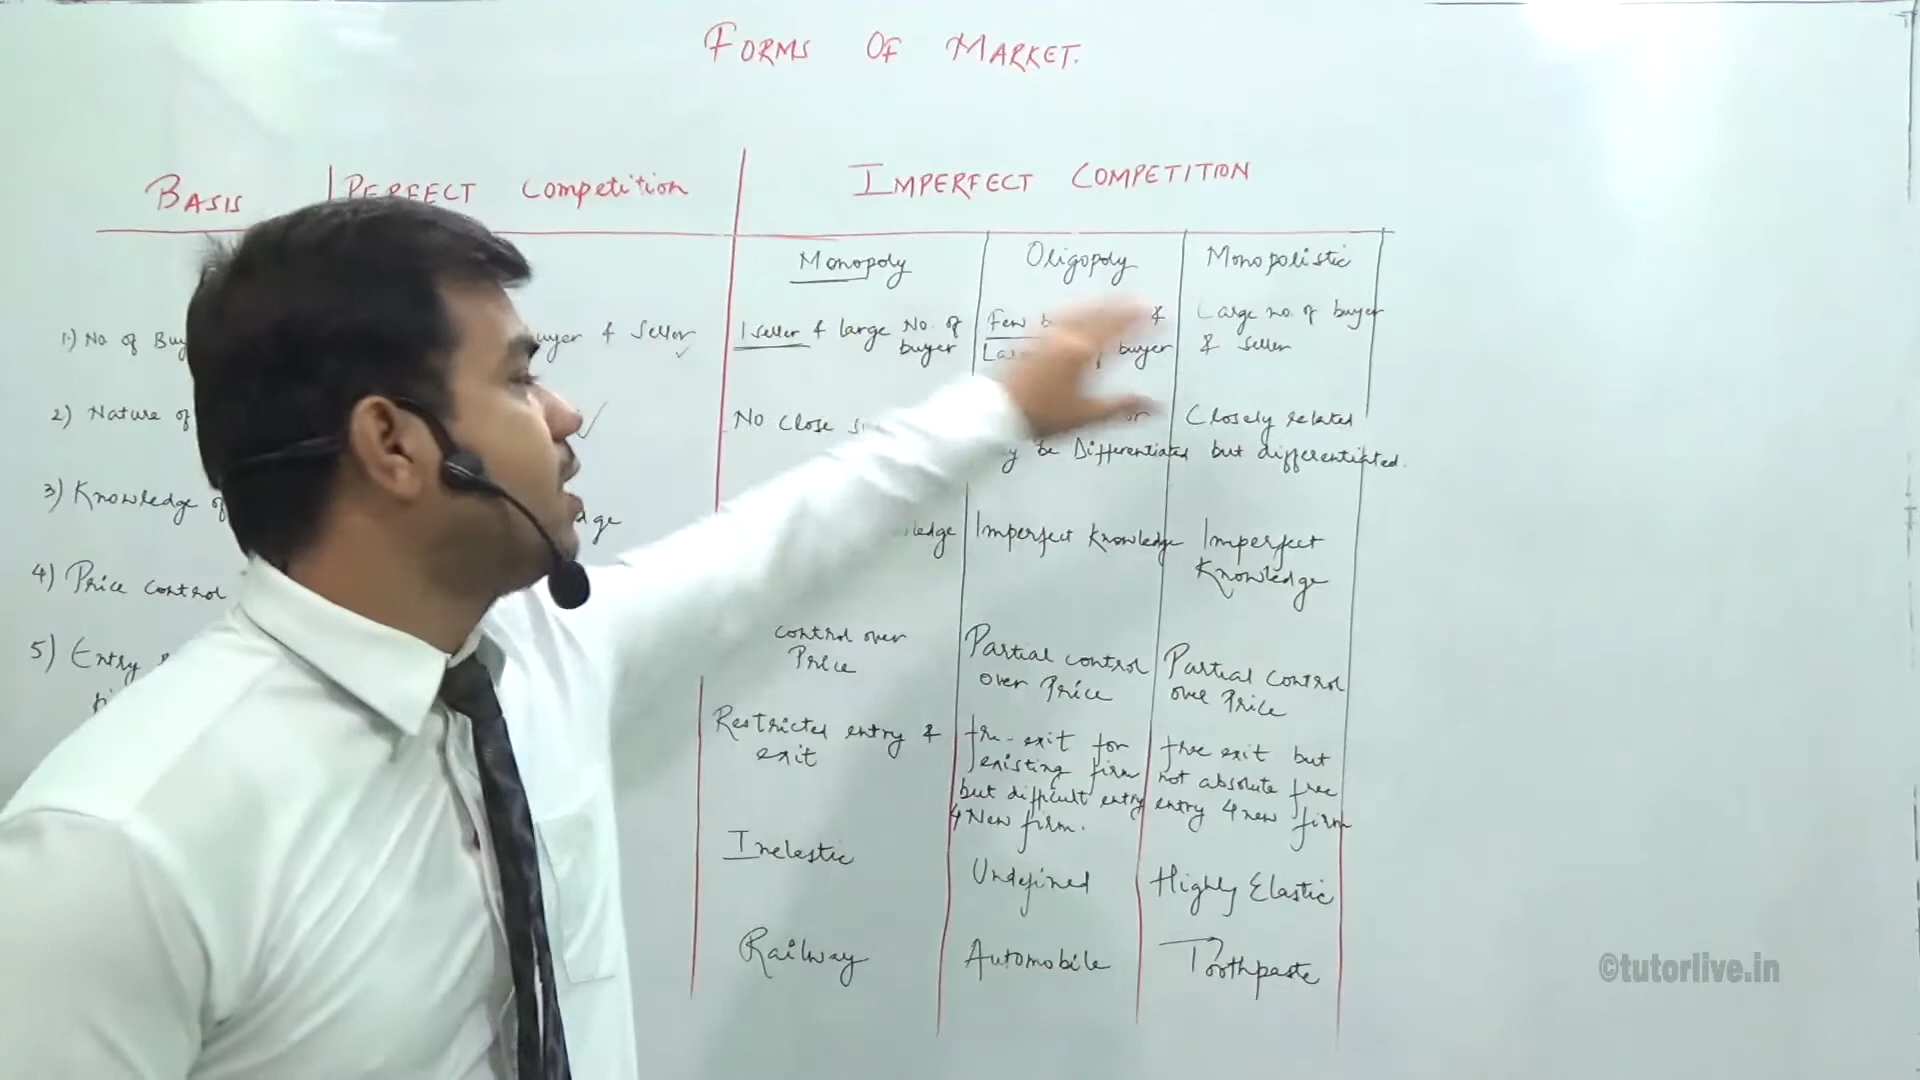 FORMS OF MARKET.
BASIS PERFECT Competition
IMPERFECT COMPETITION
Monopoly
Oligopoly
Monopolistic
1) No of
& Seller
1 seller & large No. of
buyer
Few
&
buyer
Large no. of buyer
& seller
2) Nature of
No close
be Differentiated
Closely related
but differentiated.
3) Knowledge of
Imperfect Knowledge
Imperfect
Knowledge
4) Price control
control over
Price
Partial control
over Price
Partial control
over Price
5) Entry
Restricted entry &
exit
free-exit for
existing firm
but difficult entry
4 New firm.
free exit but
not absolute free
entry 4 new firm
Inelastic
Undefined
Highly Elastic
Railway
Automobile
Toothpaste
©tutorlive.in